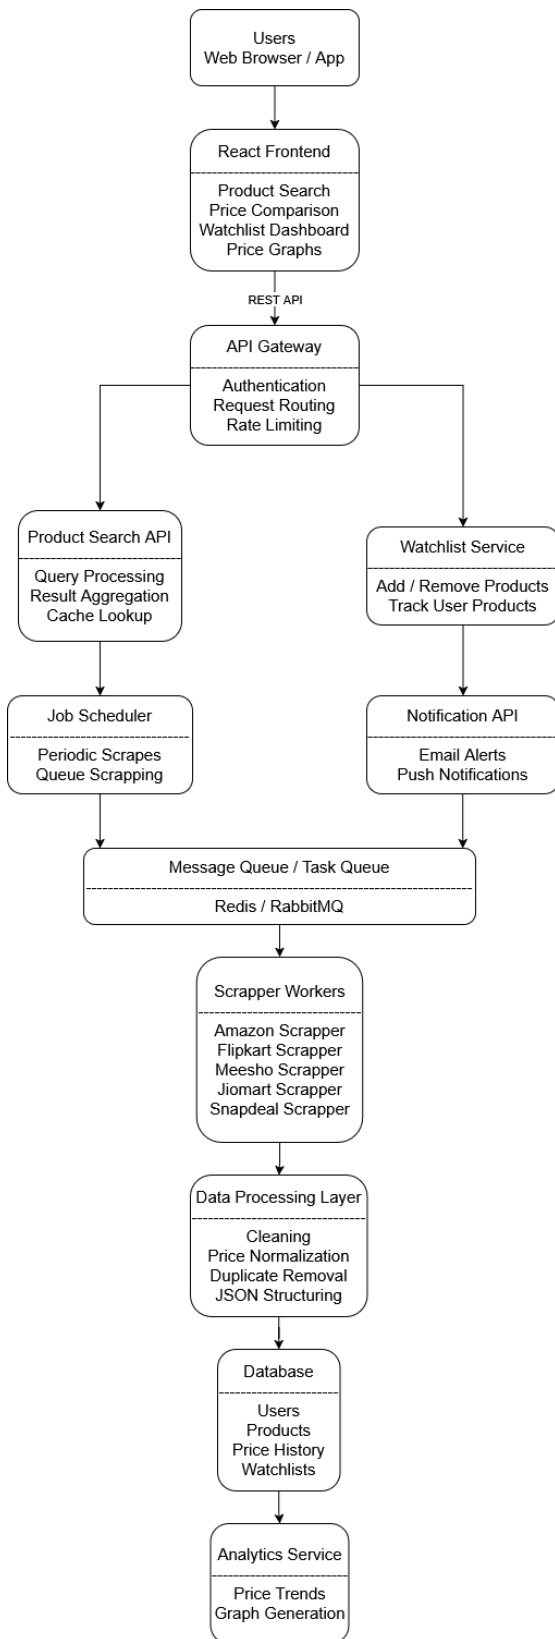 Users
Web Browser / App
React Frontend
Product Search
Price Comparison
Watchlist Dashboard
Price Graphs
REST API
API Gateway
Authentication
Request Routing
Rate Limiting
Product Search API
Query Processing
Result Aggregation
Cache Lookup
Watchlist Service
Add / Remove Products
Track User Products
Job Scheduler
Periodic Scrapes
Queue Scrapping
Notification API
Email Alerts
Push Notifications
Message Queue / Task Queue
Redis / RabbitMQ
Scrapper Workers
Amazon Scrapper
Flipkart Scrapper
Meesho Scrapper
Jiomart Scrapper
Snapdeal Scrapper
Data Processing Layer
Cleaning
Price Normalization
Duplicate Removal
JSON Structuring
Database
Users
Products
Price History
Watchlists
Analytics Service
Price Trends
Graph Generation